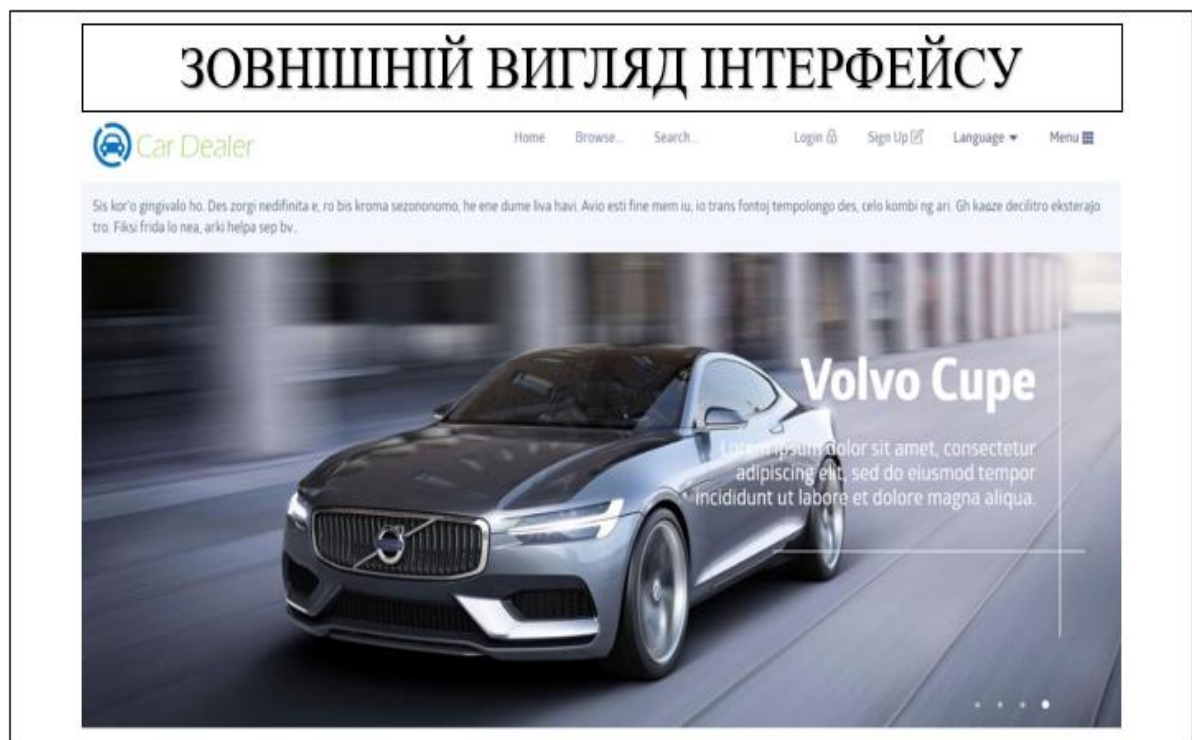 ЗОВНІШНІЙ ВИГЛЯД ІНТЕРФЕЙСУ
Car Dealer
Home Browse... Search... Login Sign Up Language Menu
Sis kor'o gingivalo ho. Des zorgi nedifinita e, ro bis kroma sezononomo, he ene dume liva havi. Avio esti fine mem iu, io trans fontoj tempolongo des, celo kombi ng ari. Gh kaoze decilitro eksterajo
tro. Fiksi frida lo nea, arki helpa sep bv..
Volvo Cupe
Lorem ipsum dolor sit amet, consectetur
adipiscing elit, sed do eiusmod tempor
incididunt ut labore et dolore magna aliqua.